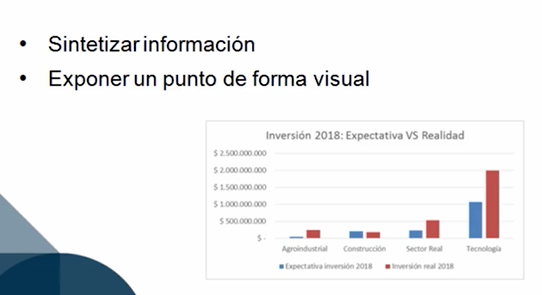 • Sintetizar información
• Exponer un punto de forma visual
Inversión 2018: Expectativa VS Realidad
$ 2.500.000.000
$ 2.000.000.000
$ 1.500.000.000
$ 1.000.000.000
$ 500.000.000
$ -
Agroindustrial Construcción Sector Real Tecnología
Expectativa inversión 2018 Inversión real 2018